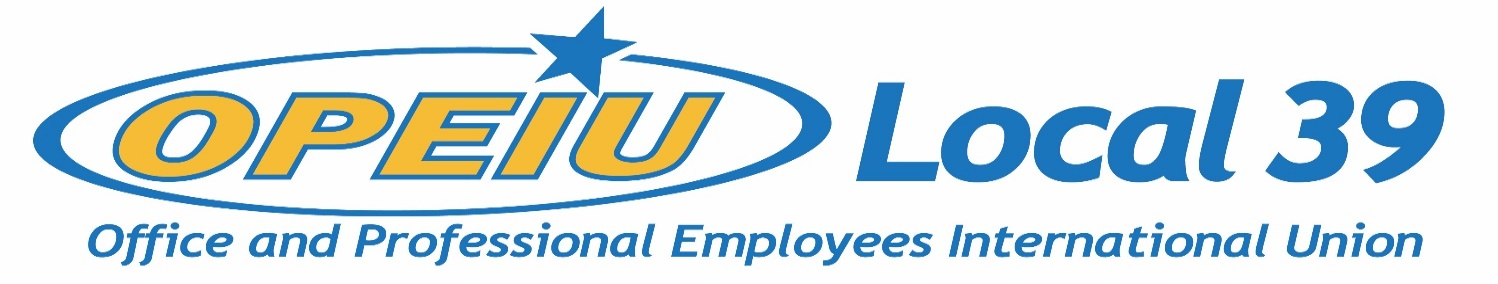 OPEIU Local 39
Office and Professional Employees International Union